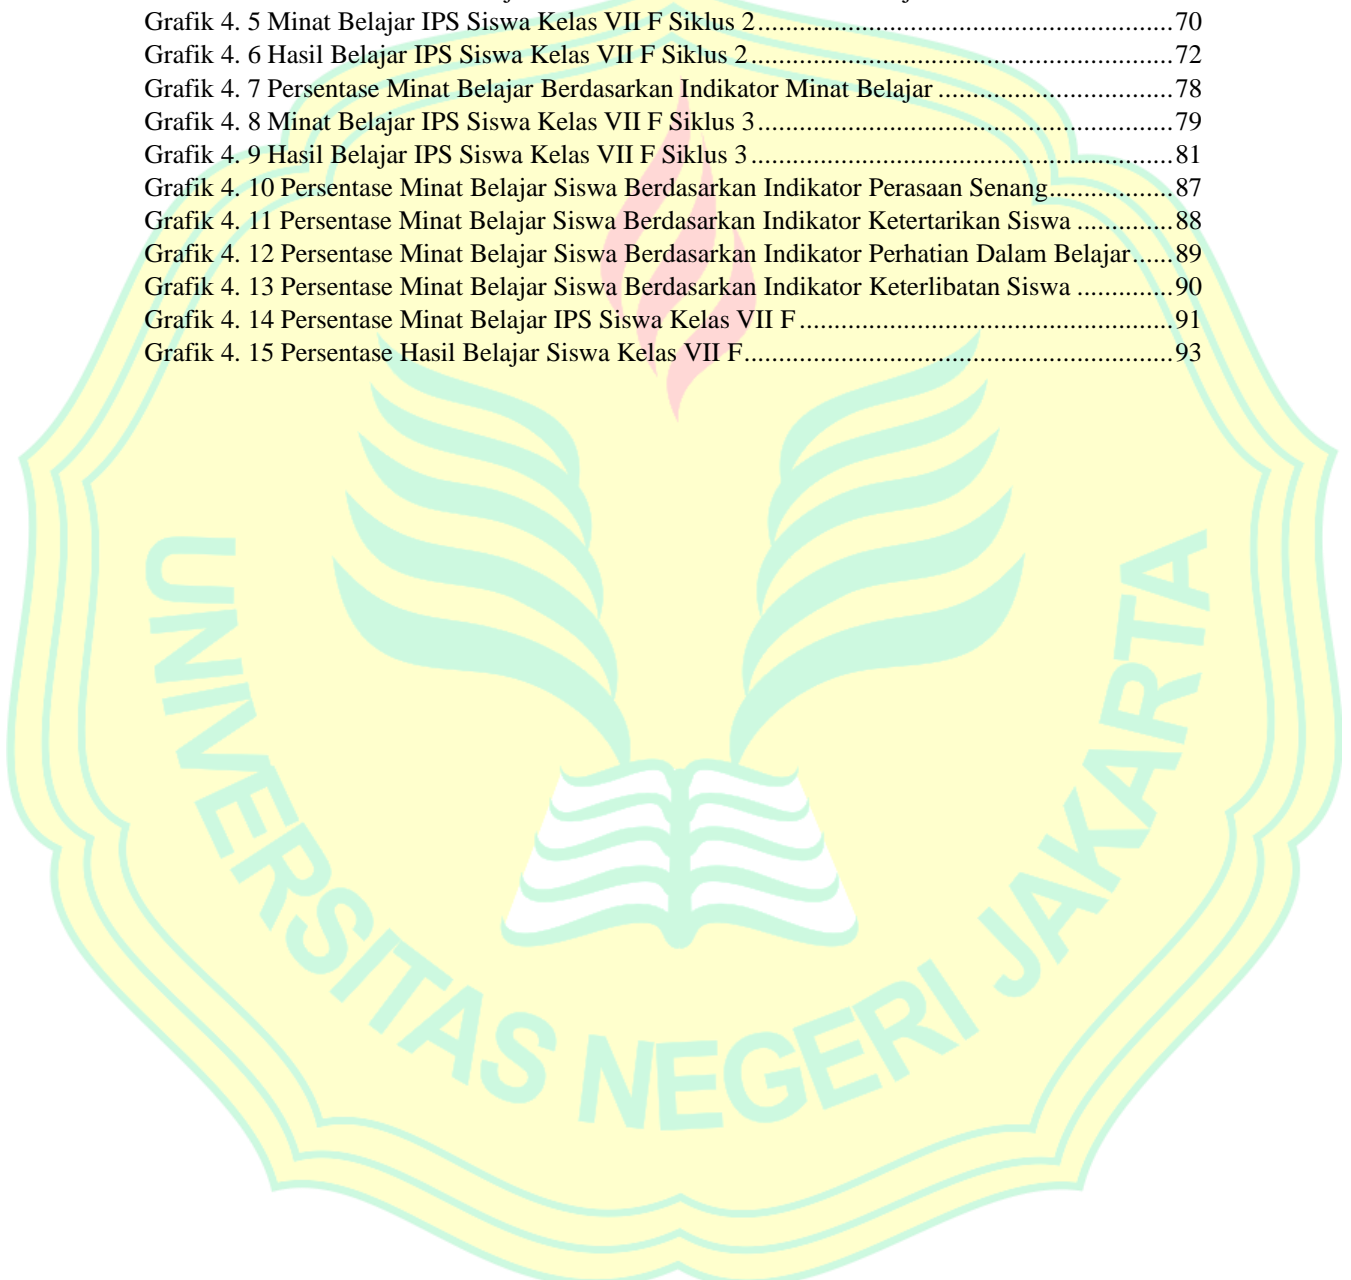 Grafik 4. 5 Minat Belajar IPS Siswa Kelas VII F Siklus 2.................................................................70
Grafik 4. 6 Hasil Belajar IPS Siswa Kelas VII F Siklus 2..................................................................72
Grafik 4. 7 Persentase Minat Belajar Berdasarkan Indikator Minat Belajar .....................................78
Grafik 4. 8 Minat Belajar IPS Siswa Kelas VII F Siklus 3.................................................................79
Grafik 4. 9 Hasil Belajar IPS Siswa Kelas VII F Siklus 3..................................................................81
Grafik 4. 10 Persentase Minat Belajar Siswa Berdasarkan Indikator Perasaan Senang...................87
Grafik 4. 11 Persentase Minat Belajar Siswa Berdasarkan Indikator Ketertarikan Siswa ...............88
Grafik 4. 12 Persentase Minat Belajar Siswa Berdasarkan Indikator Perhatian Dalam Belajar......89
Grafik 4. 13 Persentase Minat Belajar Siswa Berdasarkan Indikator Keterlibatan Siswa ..............90
Grafik 4. 14 Persentase Minat Belajar IPS Siswa Kelas VII F..........................................................91
Grafik 4. 15 Persentase Hasil Belajar Siswa Kelas VII F...................................................................93
UNIVERSITAS NEGERI JAKARTA